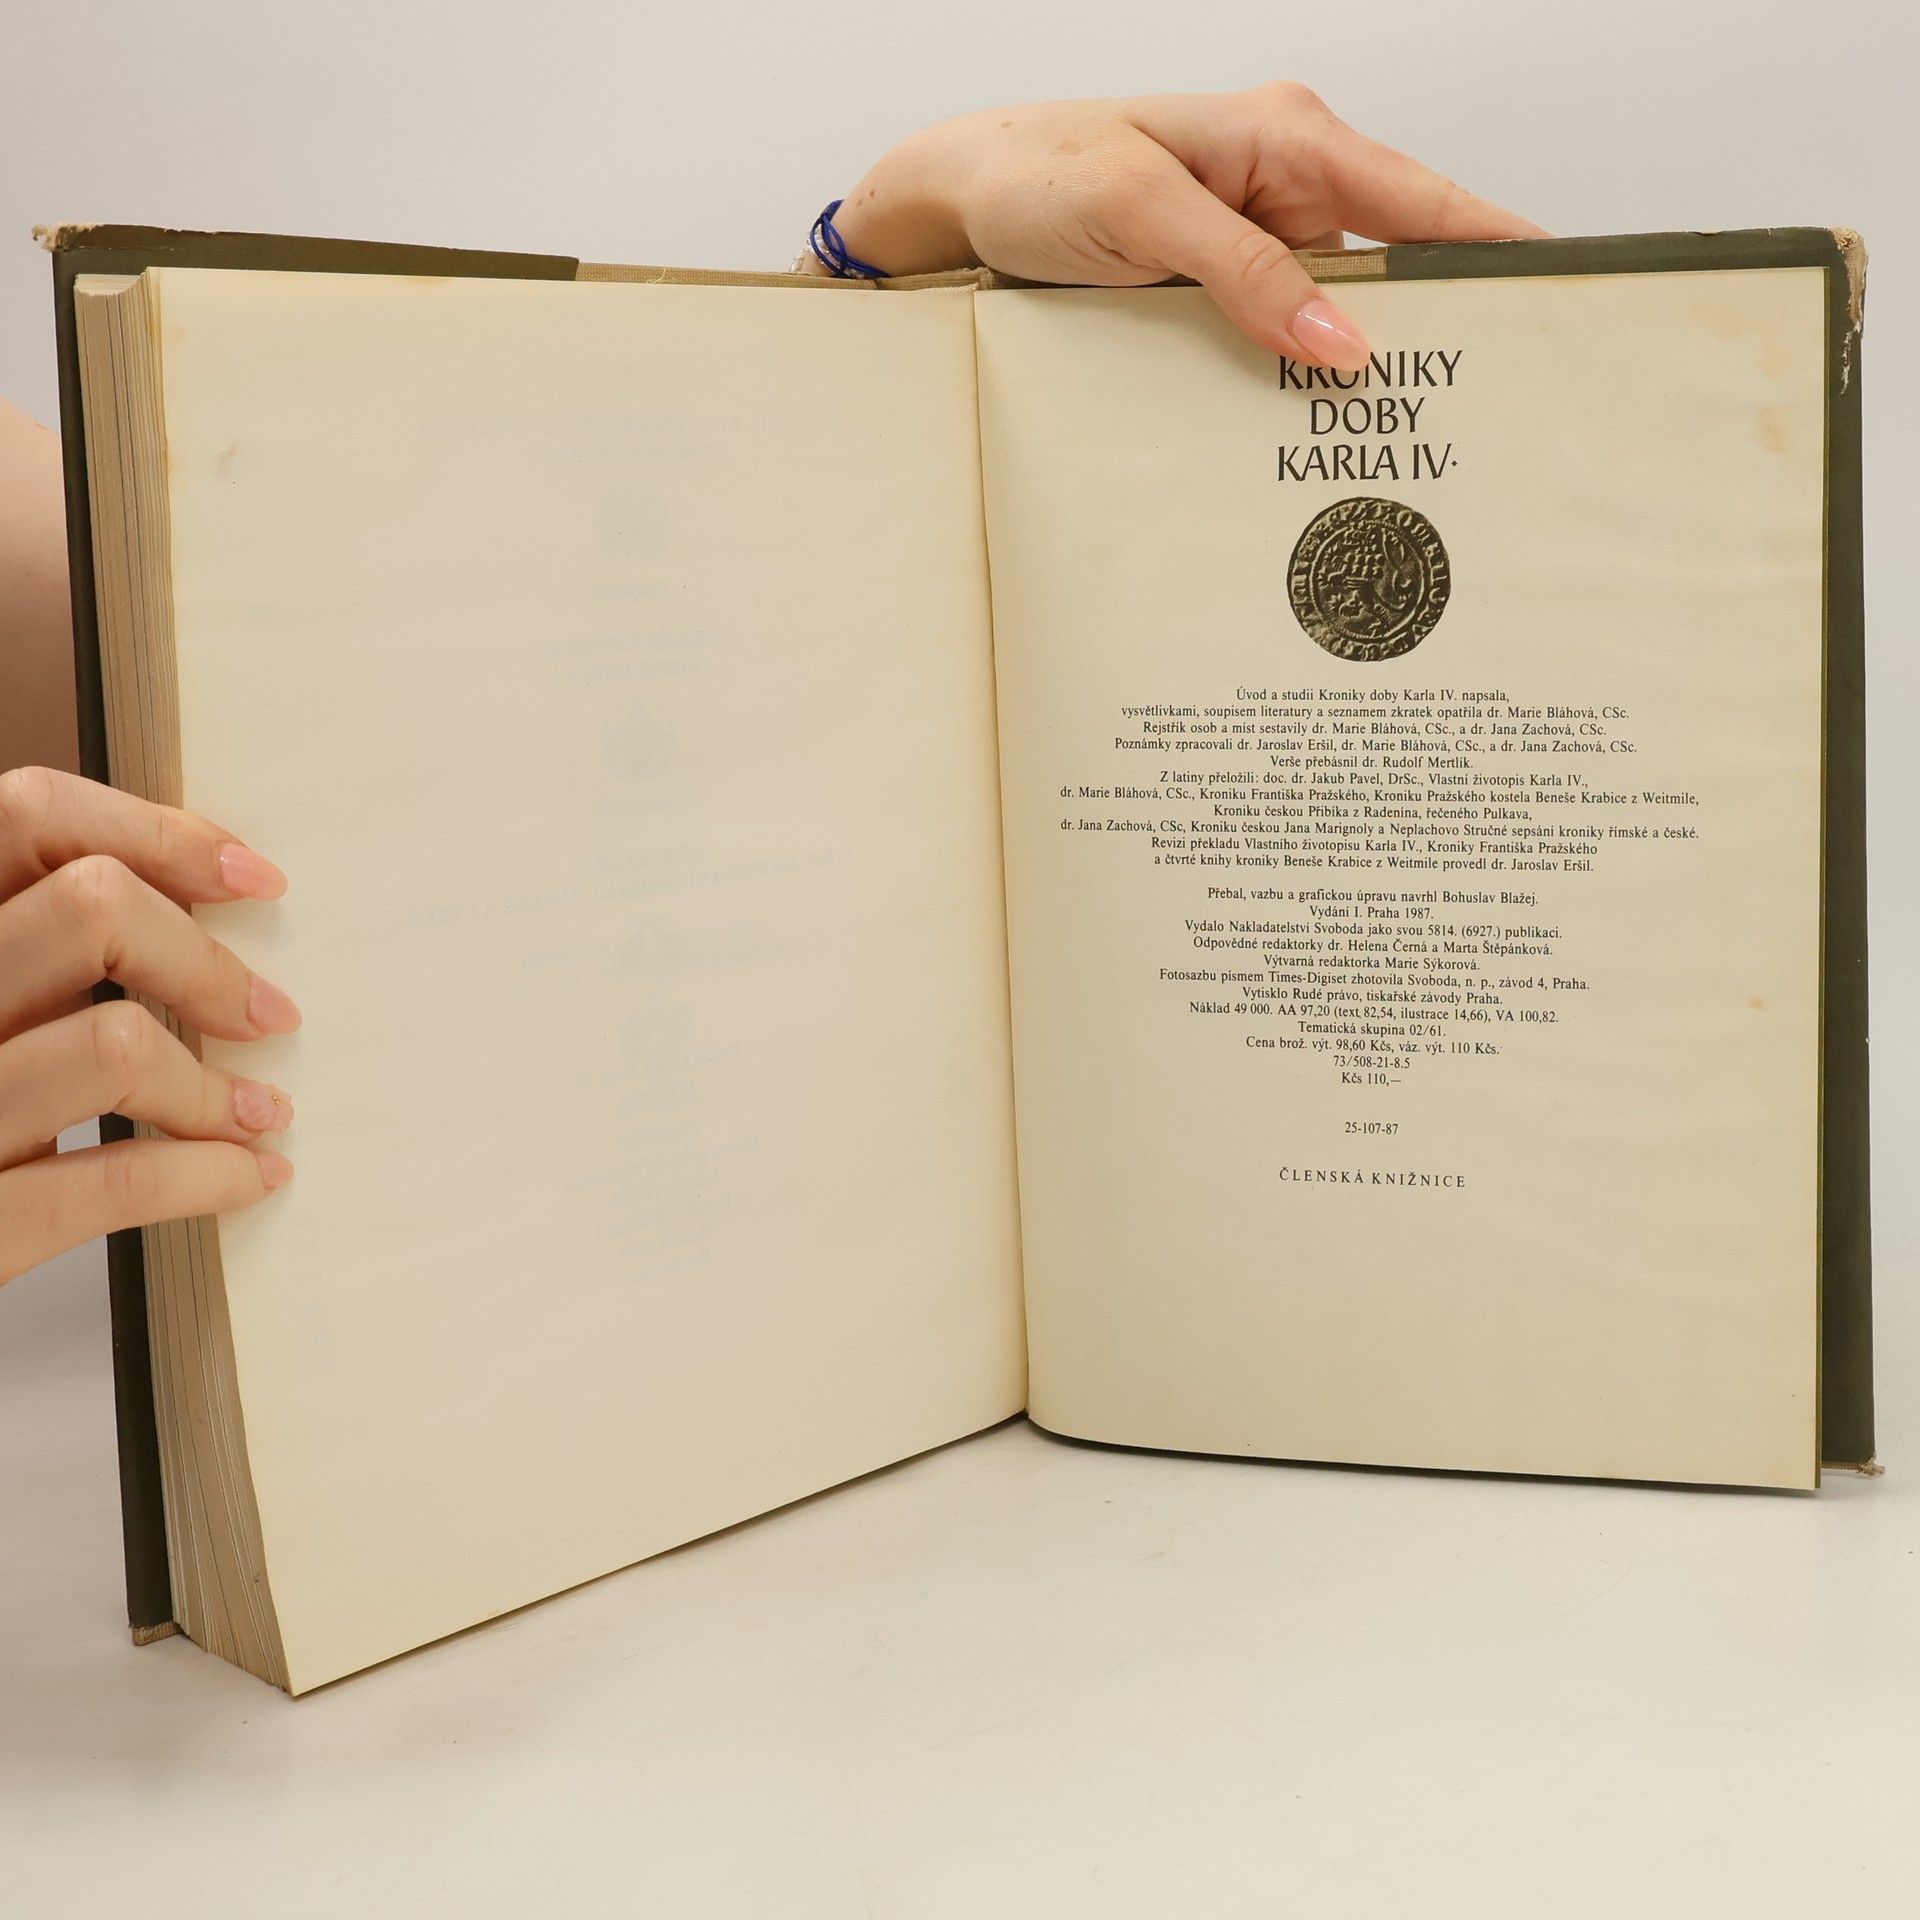 KRONIKY
DOBY
KARLA IV.
Úvod a studii Kroniky doby Karla IV. napsala,
vysvětlivkami, soupisem literatury a seznamem zkratek opatřila dr. Marie Bláhová, CSc.
Rejstřík osob a míst sestavily dr. Marie Bláhová, CSc., a dr. Jana Zachová, CSc.
Poznámky zpracovali dr. Jaroslav Eršil, dr. Marie Bláhová, CSc., a dr. Jana Zachová, CSc.
Verše přebásnil dr. Rudolf Mertlík.
Z latiny přeložili: doc. dr. Jakub Pavel, DrSc., Vlastní životopis Karla IV.,
dr. Marie Bláhová, CSc., Kroniku Františka Pražského, Kroniku Pražského kostela Beneše Krabice z Weitmile,
Kroniku českou Přibíka z Radenína, řečeného Pulkava,
dr. Jana Zachová, CSc, Kroniku českou Jana Marignoly a Neplachovo Stručné sepsání kroniky římské a české.
Revizi překladu Vlastního životopisu Karla IV., Kroniky Františka Pražského
a čtvrté knihy kroniky Beneše Krabice z Weitmile provedl dr. Jaroslav Eršil.
Přebal, vazbu a grafickou úpravu navrhl Bohuslav Blažej.
Vydání I. Praha 1987.
Vydalo Nakladatelství Svoboda jako svou 5814. (6927.) publikaci.
Odpovědné redaktorky dr. Helena Černá a Marta Štěpánková.
Výtvarná redaktorka Marie Sýkorová.
Fotosazbu písmem Times-Digiset zhotovila Svoboda, n. p., závod 4, Praha.
Vytisklo Rudé právo, tiskařské závody Praha.
Náklad 49 000. AA 97,20 (text 82,54, ilustrace 14,66), VA 100,82.
Tematická skupina 02/61.
Cena brož. výt. 98,60 Kčs, váz. výt. 110 Kčs.
73/508-21-8.5
Kčs 110,—
25-107-87
ČLENSKÁ KNIŽNICE